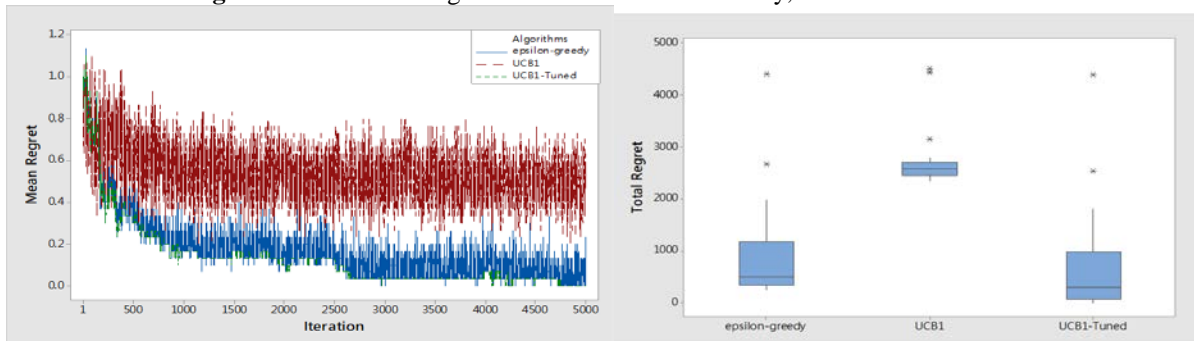 Algorithms
epsilon-greedy
UCB1
UCB1-Tuned
1.2
1.0
0.8
0.6
0.4
0.2
0.0
Mean Regret
1 500 1000 1500 2000 2500 3000 3500 4000 4500 5000
Iteration
5000
4000
3000
2000
1000
0
Total Regret
epsilon-greedy UCB1 UCB1-Tuned